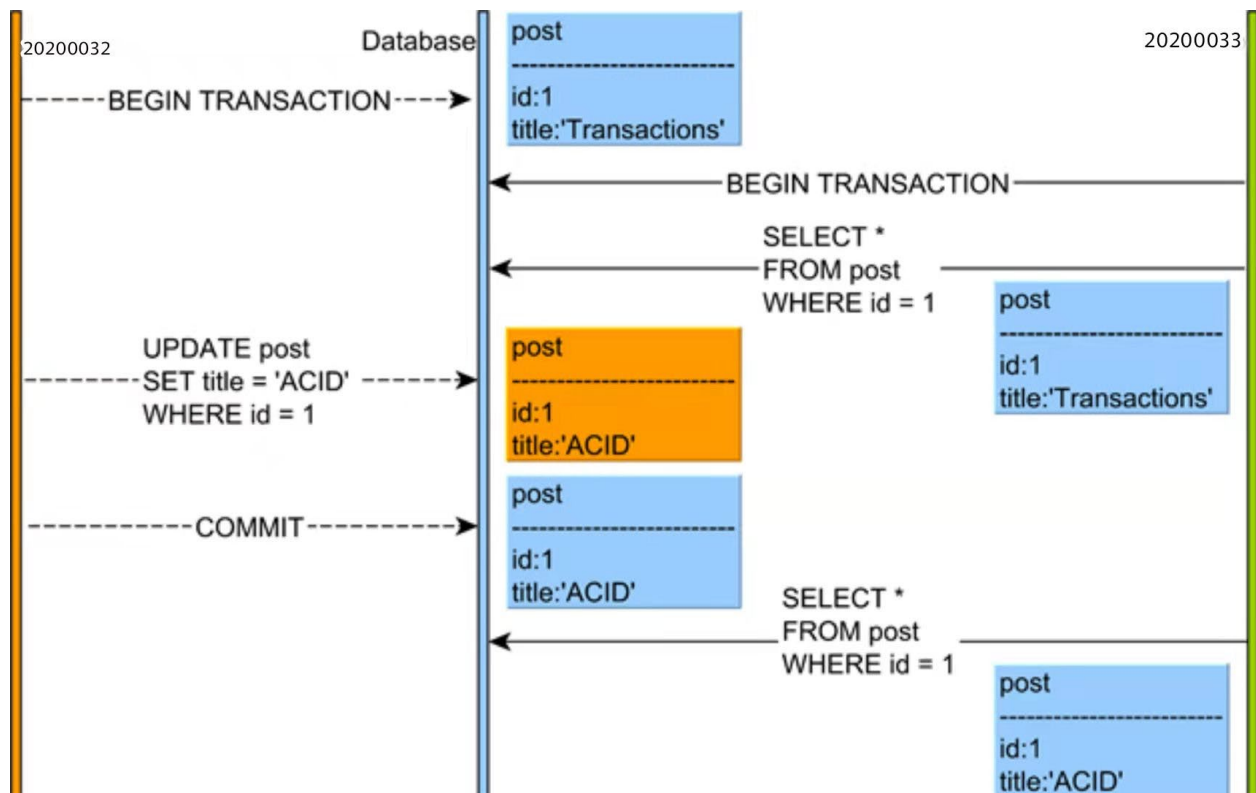 20200032
Database
post
-----------------------
id:1
title:'Transactions'
20200033
BEGIN TRANSACTION
BEGIN TRANSACTION
SELECT *
FROM post
WHERE id = 1
post
-----------------------
id:1
title:'Transactions'
UPDATE post
SET title = 'ACID'
WHERE id = 1
post
-----------------------
id:1
title:'ACID'
COMMIT
post
-----------------------
id:1
title:'ACID'
SELECT *
FROM post
WHERE id = 1
post
-----------------------
id:1
title:'ACID'